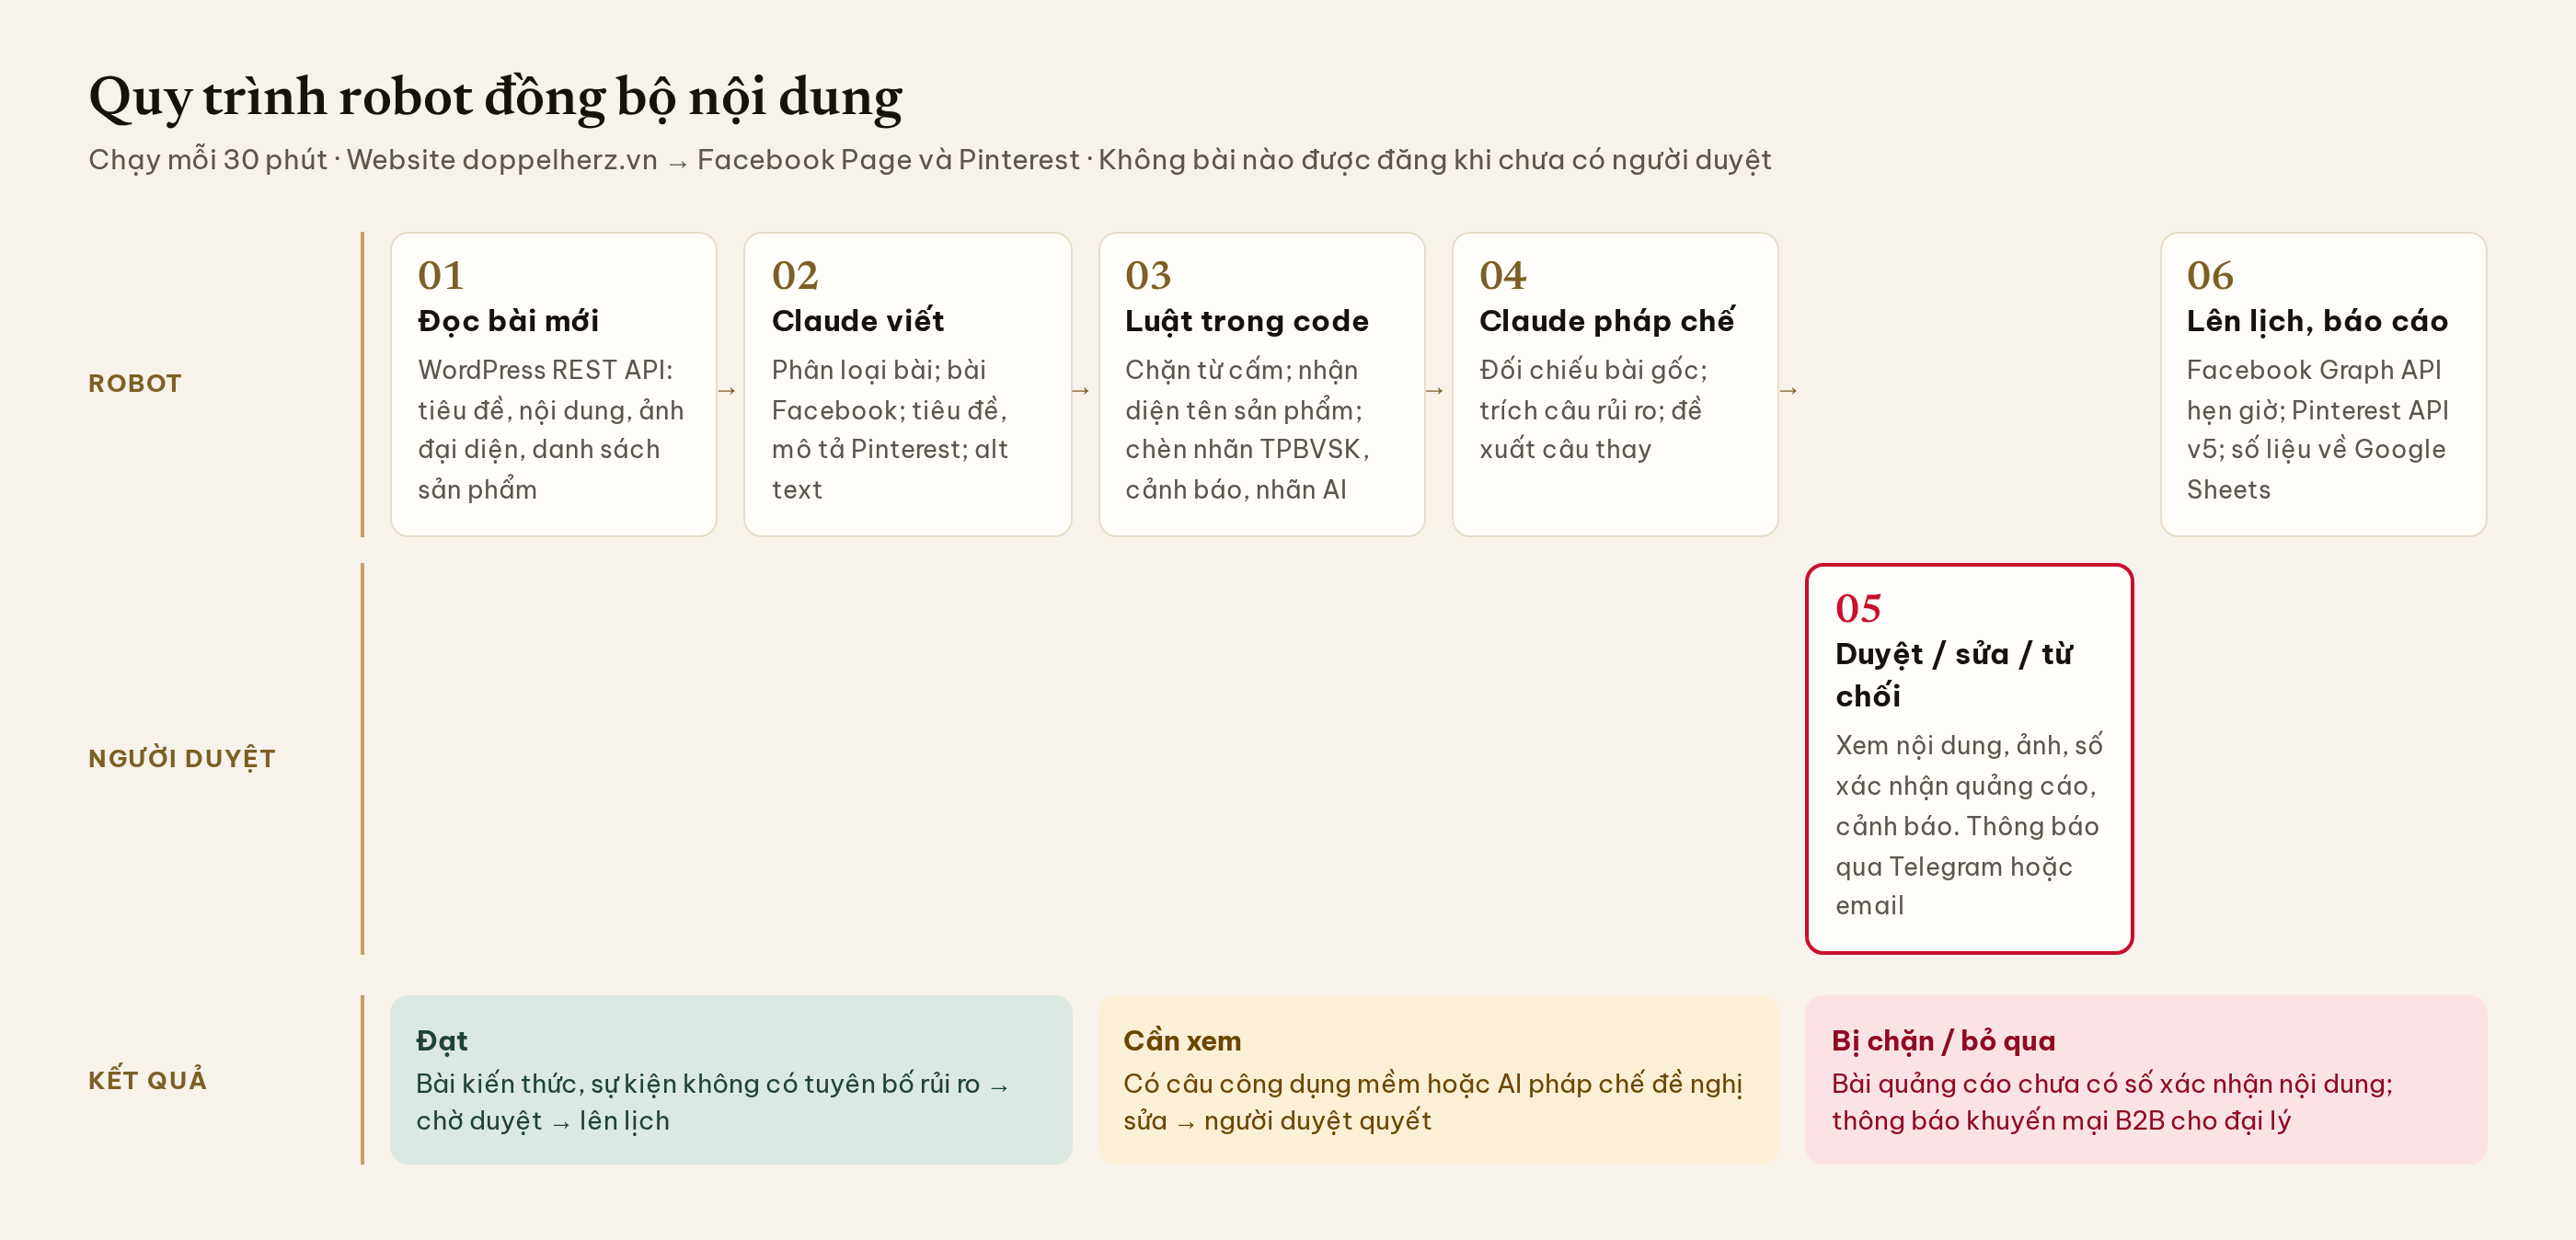 Quy trình robot đồng bộ nội dung
Chạy mỗi 30 phút · Website doppelherz.vn → Facebook Page và Pinterest · Không bài nào được đăng khi chưa có người duyệt
ROBOT
01
Đọc bài mới
WordPress REST API:
tiêu đề, nội dung, ảnh
đại diện, danh sách
sản phẩm
→
02
Claude viết
Phân loại bài; bài
Facebook; tiêu đề,
mô tả Pinterest; alt
text
→
03
Luật trong code
Chặn từ cấm; nhận
diện tên sản phẩm;
chèn nhãn TPBVSK,
cảnh báo, nhãn AI
→
04
Claude pháp chế
Đối chiếu bài gốc;
trích câu rủi ro; đề
xuất câu thay
→
06
Lên lịch, báo cáo
Facebook Graph API
hẹn giờ; Pinterest API
v5; số liệu về Google
Sheets
NGƯỜI DUYỆT
05
Duyệt / sửa / từ
chối
Xem nội dung, ảnh, số
xác nhận quảng cáo,
cảnh báo. Thông báo
qua Telegram hoặc
email
KẾT QUẢ
Đạt
Bài kiến thức, sự kiện không có tuyên bố rủi ro →
chờ duyệt → lên lịch
Cần xem
Có câu công dụng mềm hoặc AI pháp chế đề nghị
sửa → người duyệt quyết
Bị chặn / bỏ qua
Bài quảng cáo chưa có số xác nhận nội dung;
thông báo khuyến mại B2B cho đại lý